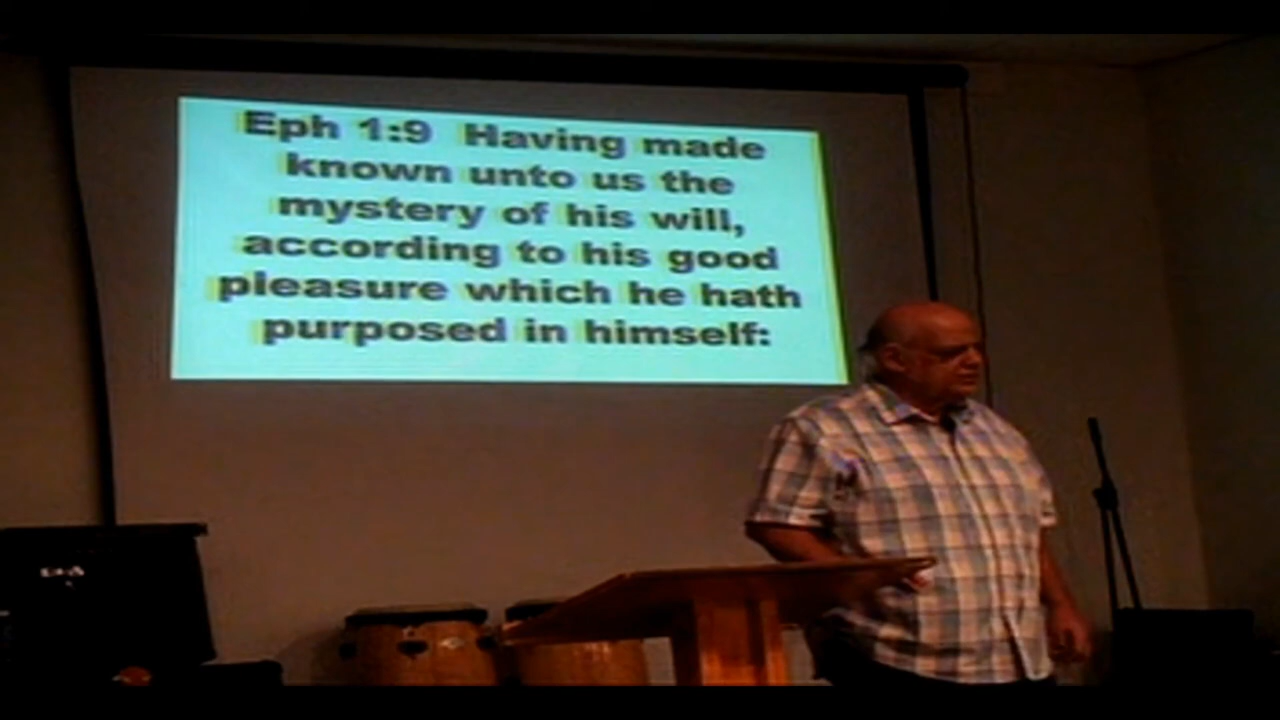 Eph 1:9 Having made
known unto us the
mystery of his will,
according to his good
pleasure which he hath
purposed in himself: